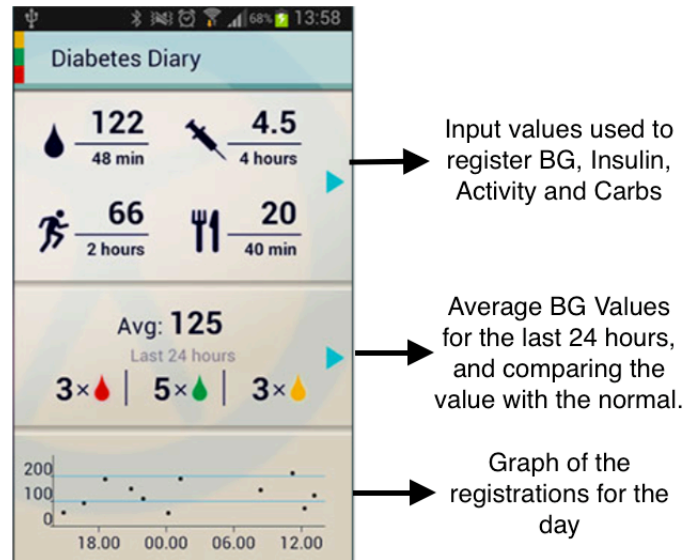 68% 13:58
Diabetes Diary
122 4.5
48 min 4 hours
66 20
2 hours 40 min
Avg: 125
Last 24 hours
3× 5× 3×
200
100
0
18.00 00.00 06.00 12.00
Input values used to
register BG, Insulin,
Activity and Carbs
Average BG Values
for the last 24 hours,
and comparing the
value with the normal.
Graph of the
registrations for the
day